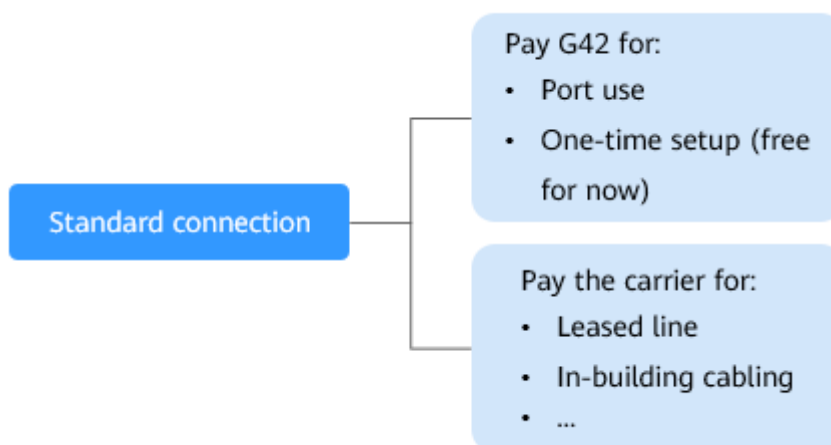 Standard connection
Pay G42 for:
• Port use
• One-time setup (free
for now)
Pay the carrier for:
• Leased line
• In-building cabling
• ...